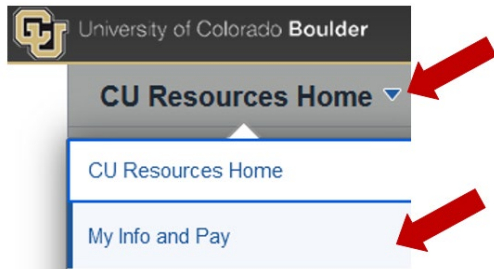 University of Colorado Boulder
CU Resources Home
CU Resources Home
My Info and Pay